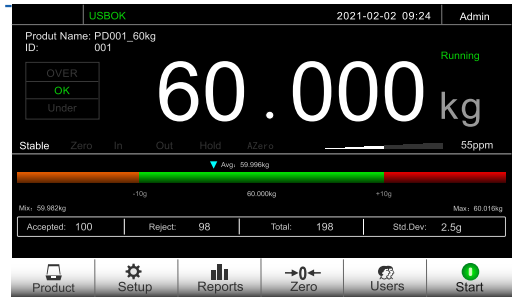 USBOK 2021-02-02 09:24 Admin
Produt Name: PD001_60kg
ID: 001
Running
OVER
OK
Under
60.000 kg
Stable Zero In Out Hold AZero 55ppm
Avg: 59.996kg
-10g 60.000kg +10g
Mix: 59.982kg Max: 60.016kg
Accepted: 100 Reject: 98 Total: 198 Std.Dev: 2.5g
→0←
Product Setup Reports Zero Users Start